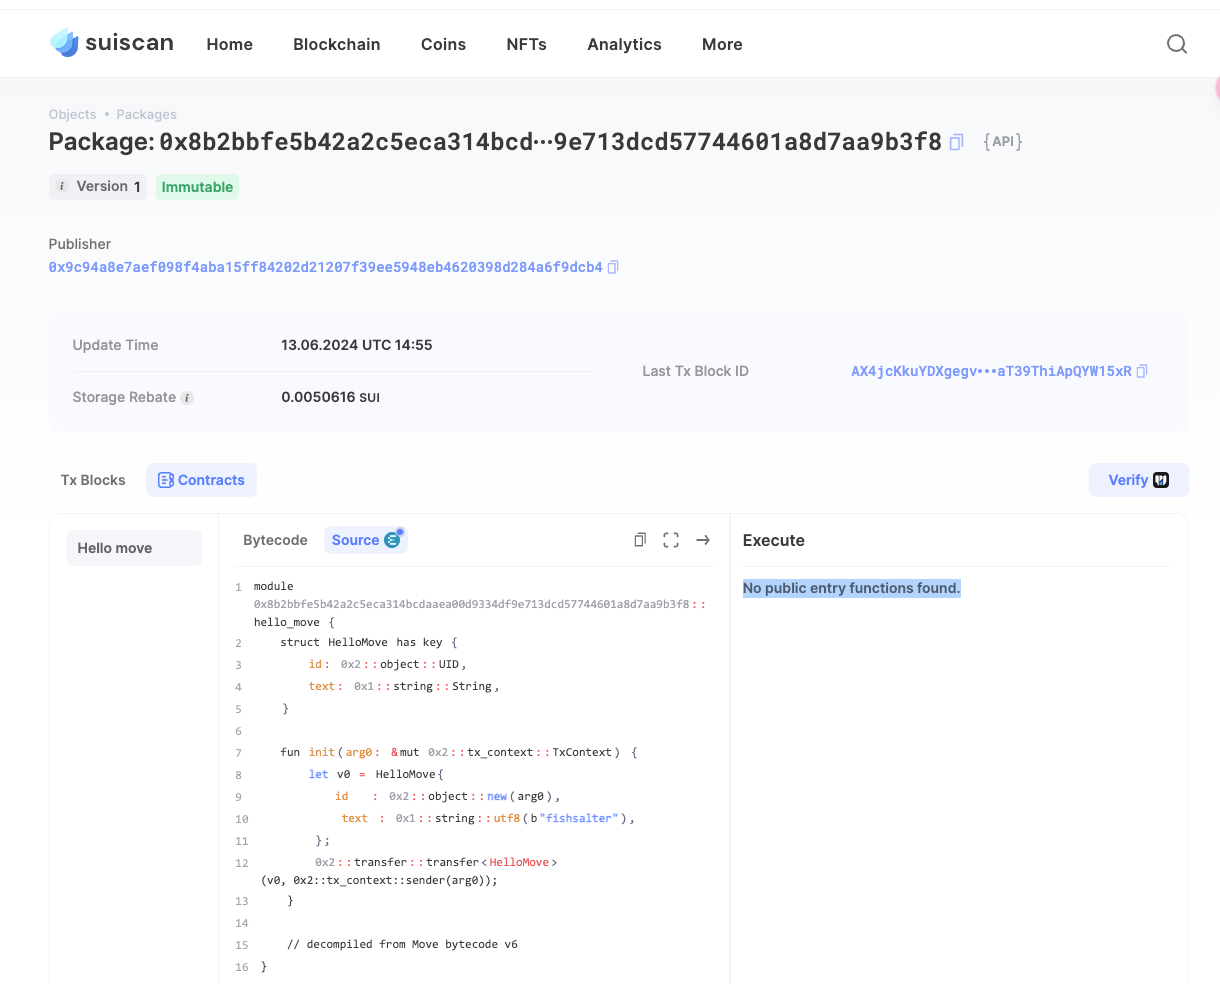 suiscan Home Blockchain Coins NFTs Analytics More
Objects • Packages
Package: 0x8b2bbfe5b42a2c5eca314bcd···9e713dcd57744601a8d7aa9b3f8 {API}
i Version 1 Immutable
Publisher
0x9c94a8e7aef098f4aba15ff84202d21207f39ee5948eb4620398d284a6f9dcb4
Update Time 13.06.2024 UTC 14:55
Last Tx Block ID AX4jcKkuYDXgegv•••aT39ThiApQYW15xR
Storage Rebate i 0.0050616 SUI
Tx Blocks Contracts Verify
Hello move
Bytecode Source
1 module
0x8b2bbfe5b42a2c5eca314bcdaaea00d9334df9e713dcd57744601a8d7aa9b3f8::
hello_move {
2 struct HelloMove has key {
3 id: 0x2::object::UID,
4 text: 0x1::string::String,
5 }
6
7 fun init(arg0: &mut 0x2::tx_context::TxContext) {
8 let v0 = HelloMove{
9 id : 0x2::object::new(arg0),
10 text : 0x1::string::utf8(b"fishsalter"),
11 };
12 0x2::transfer::transfer<HelloMove>
(v0, 0x2::tx_context::sender(arg0));
13 }
14
15 // decompiled from Move bytecode v6
16 }
Execute
No public entry functions found.